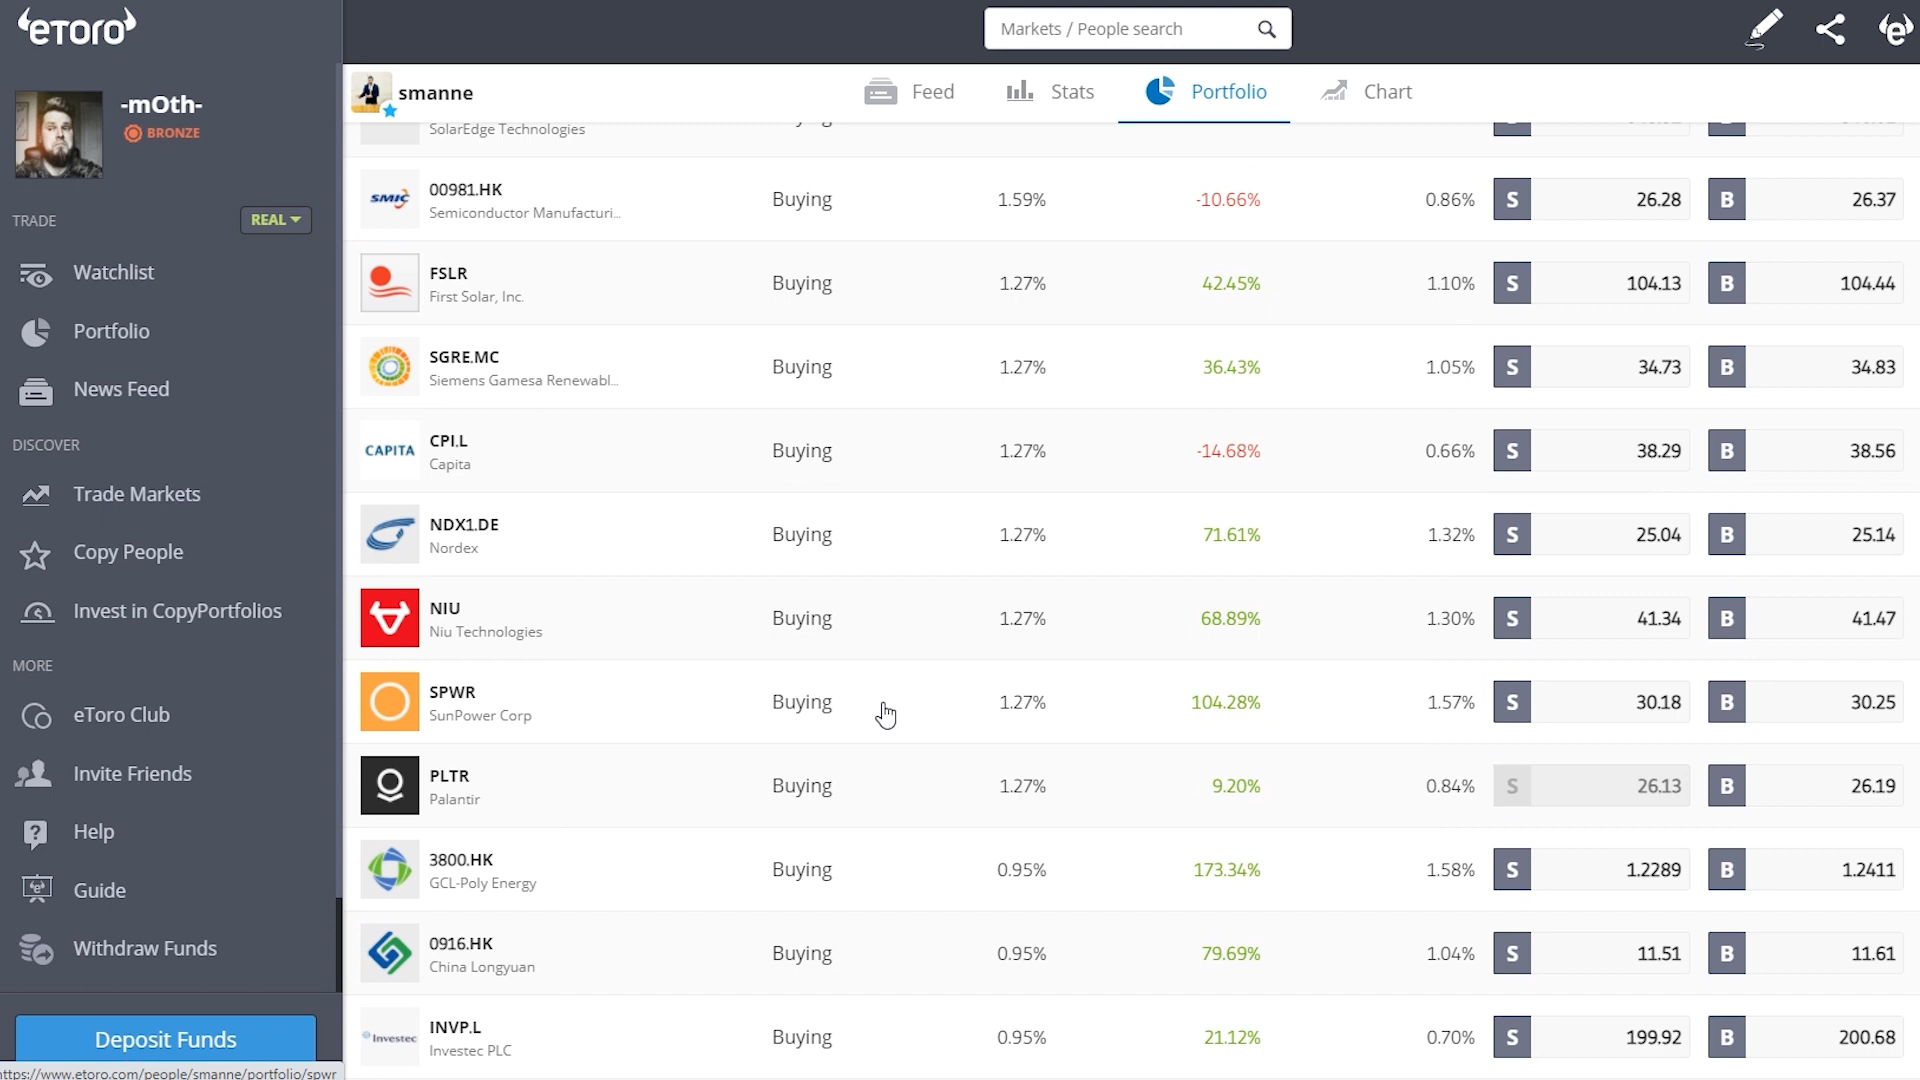 eToro
Markets / People search
-mOth-
BRONZE
TRADE
REAL
Watchlist
Portfolio
News Feed
DISCOVER
Trade Markets
Copy People
Invest in CopyPortfolios
MORE
eToro Club
Invite Friends
Help
Guide
Withdraw Funds
Deposit Funds
https://www.etoro.com/people/smanne/portfolio/spwr
smanne
Feed
Stats
Portfolio
Chart
SolarEdge Technologies
SMIC 00981.HK Buying 1.59% -10.66% 0.86% S 26.28 B 26.37
Semiconductor Manufacturi...
FSLR Buying 1.27% 42.45% 1.10% S 104.13 B 104.44
First Solar, Inc.
SGRE.MC Buying 1.27% 36.43% 1.05% S 34.73 B 34.83
Siemens Gamesa Renewabl...
CAPITA CPI.L Buying 1.27% -14.68% 0.66% S 38.29 B 38.56
Capita
NDX1.DE Buying 1.27% 71.61% 1.32% S 25.04 B 25.14
Nordex
NIU Buying 1.27% 68.89% 1.30% S 41.34 B 41.47
Niu Technologies
SPWR Buying 1.27% 104.28% 1.57% S 30.18 B 30.25
SunPower Corp
PLTR Buying 1.27% 9.20% 0.84% S 26.13 B 26.19
Palantir
3800.HK Buying 0.95% 173.34% 1.58% S 1.2289 B 1.2411
GCL-Poly Energy
0916.HK Buying 0.95% 79.69% 1.04% S 11.51 B 11.61
China Longyuan
Investec INVP.L Buying 0.95% 21.12% 0.70% S 199.92 B 200.68
Investec PLC